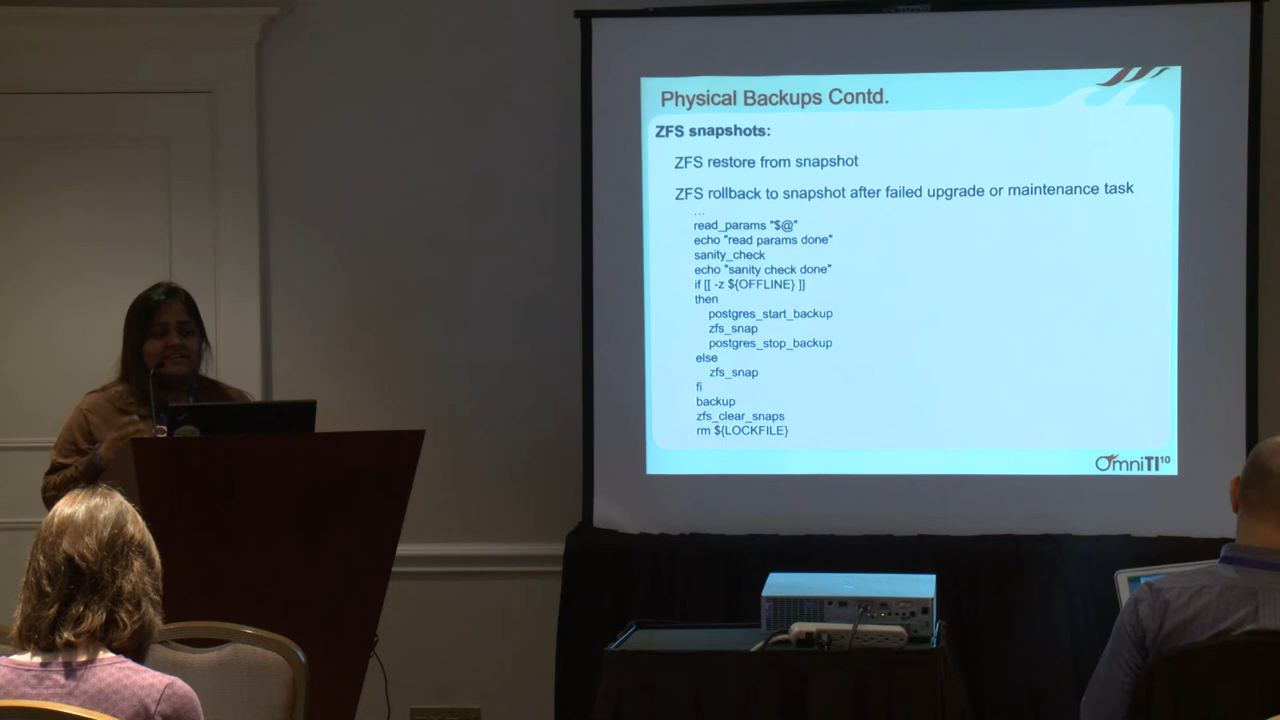 Physical Backups Contd.
ZFS snapshots:
ZFS restore from snapshot
ZFS rollback to snapshot after failed upgrade or maintenance task
...
read_params "$@"
echo "read params done"
sanity_check
echo "sanity check done"
if [[ -z ${OFFLINE} ]]
then
postgres_start_backup
zfs_snap
postgres_stop_backup
else
zfs_snap
fi
backup
zfs_clear_snaps
rm ${LOCKFILE}
OmniTI10